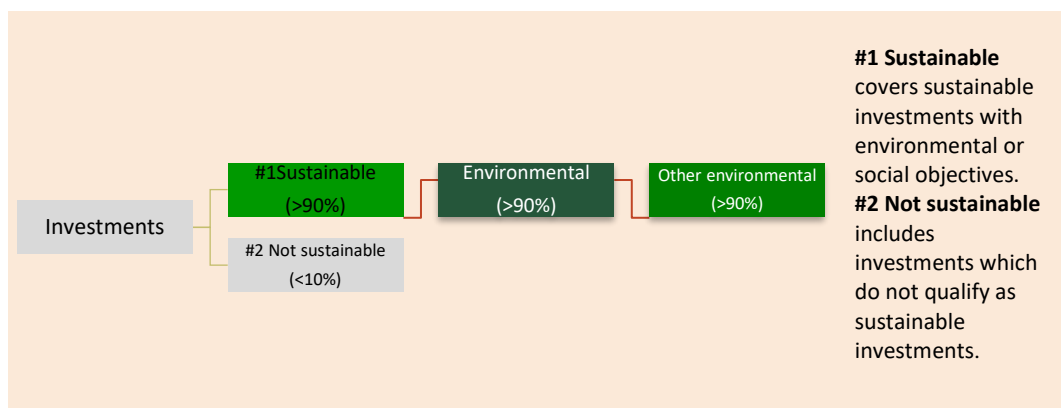 Investments
#1Sustainable
(>90%)
#2 Not sustainable
(<10%)
Environmental
(>90%)
Other environmental
(>90%)
#1 Sustainable
covers sustainable
investments with
environmental or
social objectives.
#2 Not sustainable
includes
investments which
do not qualify as
sustainable
investments.